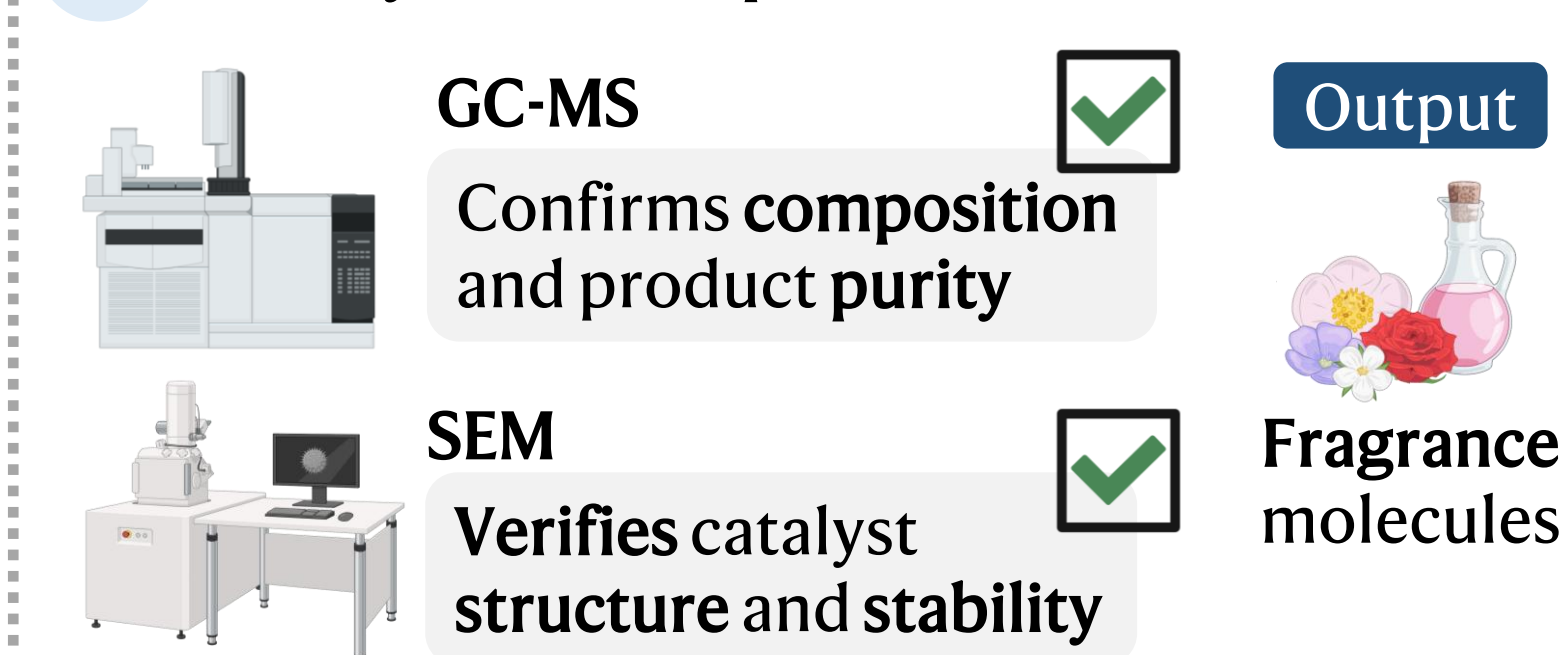 GC-MS
Confirms composition
and product purity
SEM
Verifies catalyst
structure and stability
Output
Fragrance
molecules